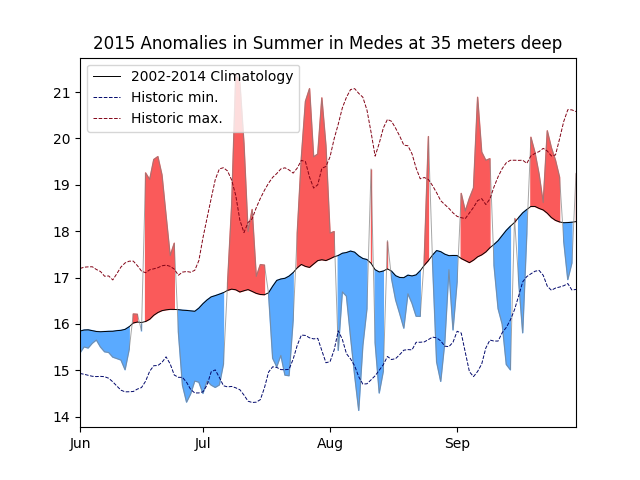 2015 Anomalies in Summer in Medes at 35 meters deep
2002-2014 Climatology
Historic min.
Historic max.
21
20
19
18
17
16
15
14
Jun Jul Aug Sep